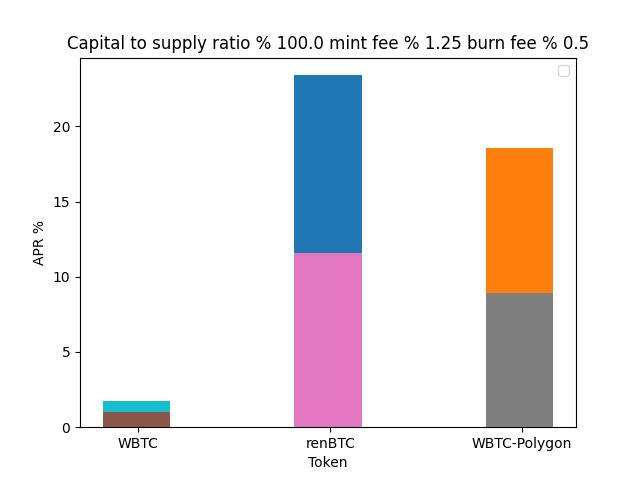 Capital to supply ratio % 100.0 mint fee % 1.25 burn fee % 0.5
20
15
10
5
0
APR %
WBTC renBTC WBTC-Polygon
Token